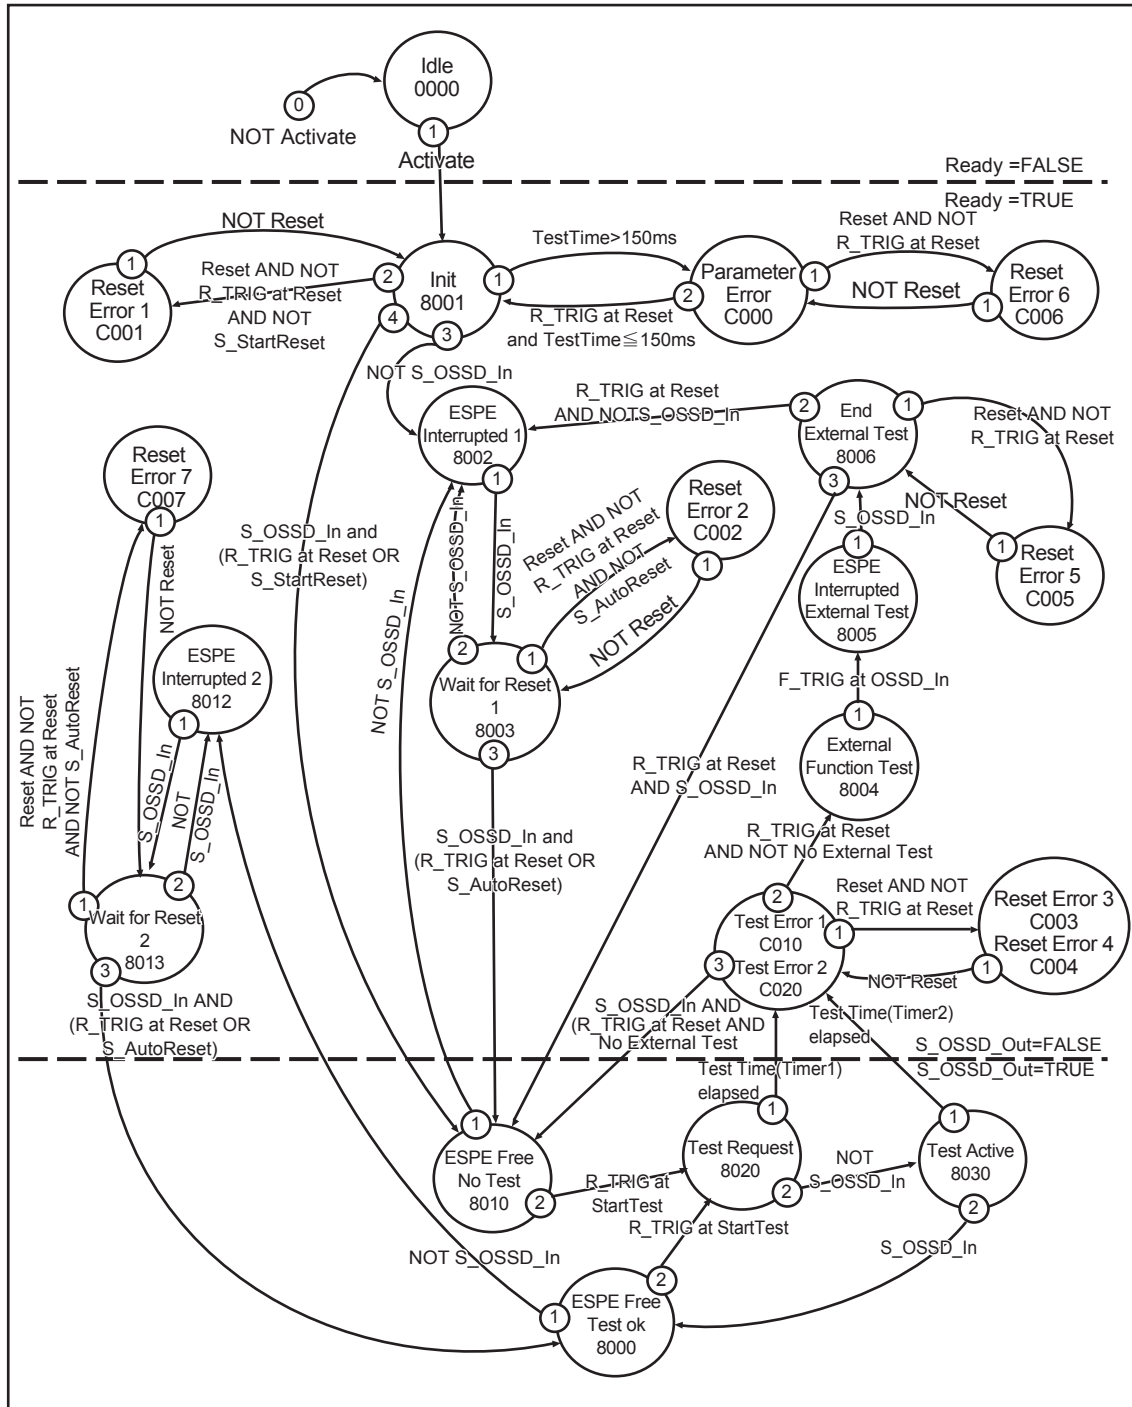 Idle
0000
0
NOT Activate
1
Activate
Ready =FALSE
Ready =TRUE
NOT Reset
1
Reset
Error 1
C001
Reset AND NOT
R_TRIG at Reset
AND NOT
S_StartReset
2
4
Init
8001
1
3
TestTime>150ms
R_TRIG at Reset
and TestTime≦150ms
Parameter
Error
C000
2
1
Reset AND NOT
R_TRIG at Reset
NOT Reset
Reset
Error 6
C006
1
NOT S_OSSD_In
ESPE
Interrupted 1
8002
1
R_TRIG at Reset
AND NOTS_OSSD_In
2
End
External Test
8006
1
3
Reset AND NOT
R_TRIG at Reset
NOT Reset
1
Reset
Error 5
C005
Reset
Error 7
C007
1
NOT Reset
S_OSSD_In and
(R_TRIG at Reset OR
S_StartReset)
NOT S_OSSD_In
NOT S_OSSD_In
S_OSSD_In
Reset AND NOT
R_TRIG at Reset
AND NOT
S_AutoReset
Reset
Error 2
C002
1
NOT Reset
S_OSSD_In
1
ESPE
Interrupted
External Test
8005
ESPE
Interrupted 2
8012
1
2
1
Wait for Reset
1
8003
3
F_TRIG at OSSD_In
1
External
Function Test
8004
Reset AND NOT
R_TRIG at Reset
AND NOT S_AutoReset
S_OSSD_In
NOT
S_OSSD_In
R_TRIG at Reset
AND S_OSSD_In
R_TRIG at Reset
AND NOT No External Test
S_OSSD_In and
(R_TRIG at Reset OR
S_AutoReset)
1
2
Wait for Reset
2
8013
3
2
Test Error 1
C010
Test Error 2
C020
1
3
Reset AND NOT
R_TRIG at Reset
Reset Error 3
C003
Reset Error 4
C004
1
NOT Reset
S_OSSD_In AND
(R_TRIG at Reset OR
S_AutoReset)
S_OSSD_In AND
(R_TRIG at Reset AND
No External Test
Test Time(Timer2)
elapsed
S_OSSD_Out=FALSE
S_OSSD_Out=TRUE
Test Time(Timer1)
elapsed
1
ESPE Free
No Test
8010
2
R_TRIG at
StartTest
1
Test Request
8020
2
NOT
S_OSSD_In
1
Test Active
8030
2
R_TRIG at StartTest
S_OSSD_In
NOT S_OSSD_In
2
1
ESPE Free
Test ok
8000